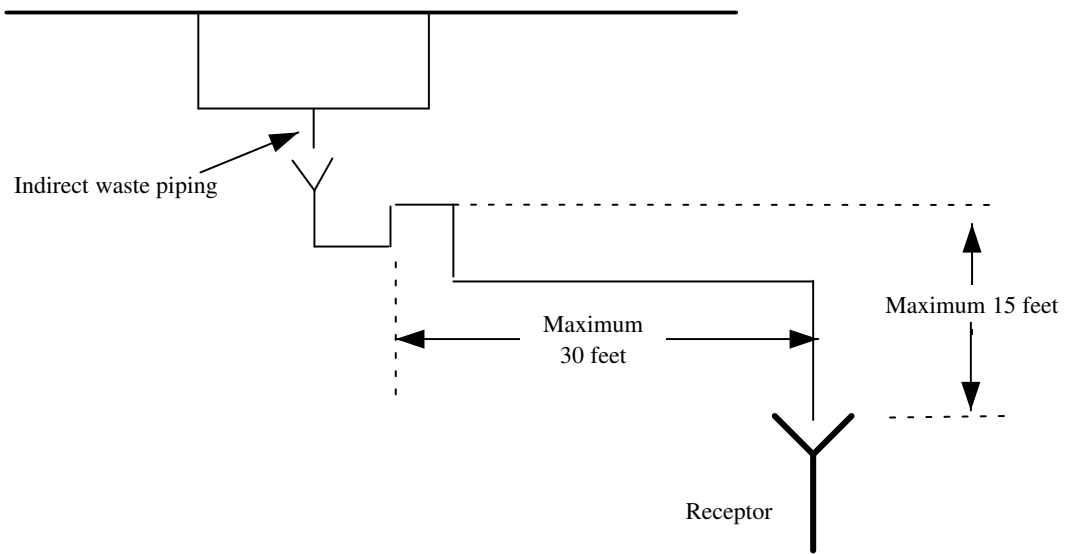 Indirect waste piping
Maximum 15 feet
Maximum
30 feet
Receptor